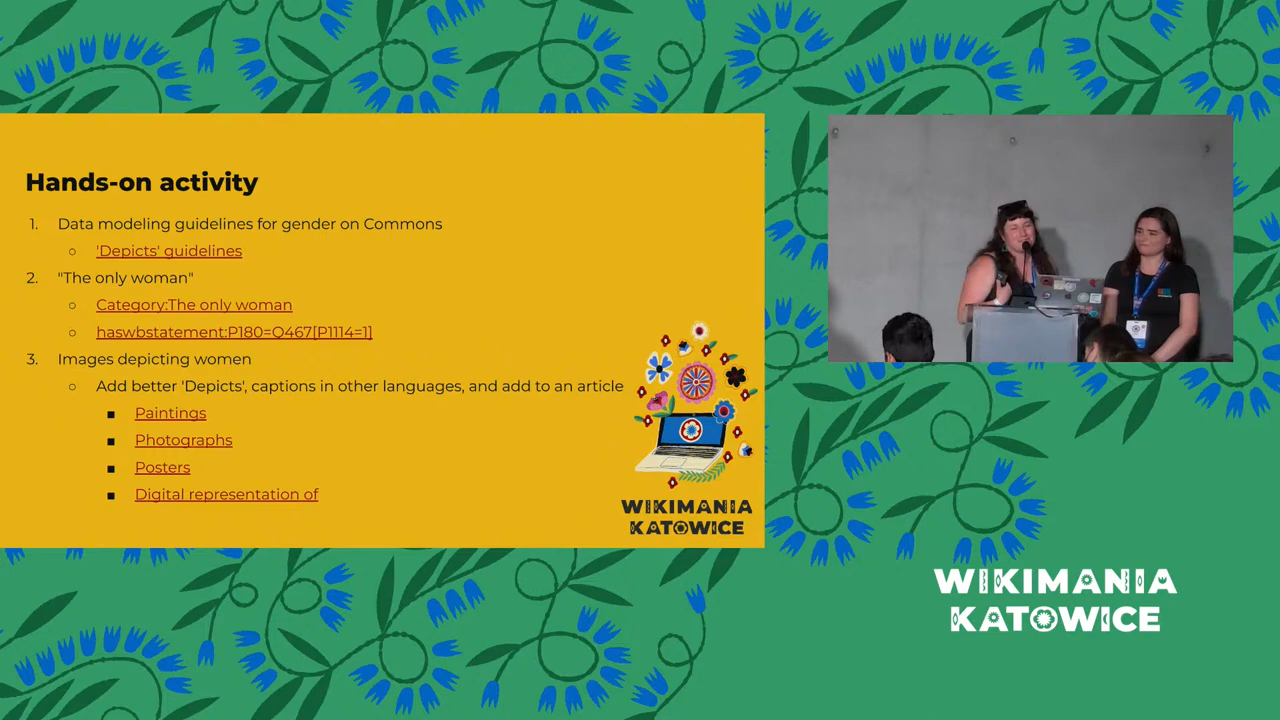 Hands-on activity
1. Data modeling guidelines for gender on Commons
○ 'Depicts' guidelines
2. "The only woman"
○ Category:The only woman
○ haswbstatement:P180=Q467[P1114=1]
3. Images depicting women
○ Add better 'Depicts', captions in other languages, and add to an article
■ Paintings
■ Photographs
■ Posters
■ Digital representation of
WIKIMANIA
KATOWICE
WIKIMANIA
KATOWICE